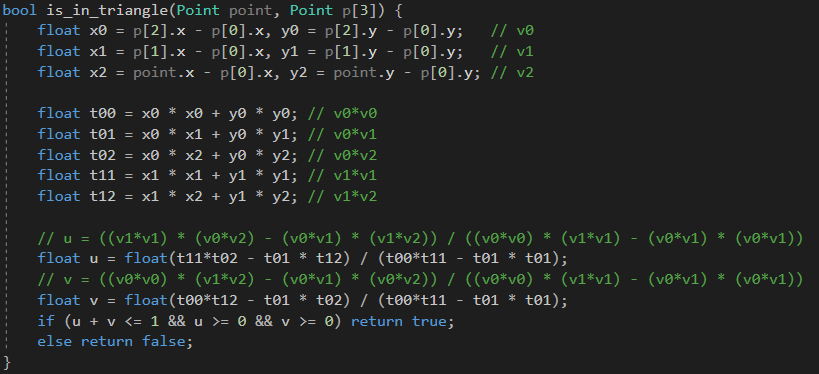 bool is_in_triangle(Point point, Point p[3]) {
    float x0 = p[2].x - p[0].x, y0 = p[2].y - p[0].y;   // v0
    float x1 = p[1].x - p[0].x, y1 = p[1].y - p[0].y;   // v1
    float x2 = point.x - p[0].x, y2 = point.y - p[0].y; // v2

    float t00 = x0 * x0 + y0 * y0; // v0*v0
    float t01 = x0 * x1 + y0 * y1; // v0*v1
    float t02 = x0 * x2 + y0 * y2; // v0*v2
    float t11 = x1 * x1 + y1 * y1; // v1*v1
    float t12 = x1 * x2 + y1 * y2; // v1*v2

    // u = ((v1*v1) * (v0*v2) - (v0*v1) * (v1*v2)) / ((v0*v0) * (v1*v1) - (v0*v1) * (v0*v1))
    float u = float(t11*t02 - t01 * t12) / (t00*t11 - t01 * t01);
    // v = ((v0*v0) * (v1*v2) - (v0*v1) * (v0*v2)) / ((v0*v0) * (v1*v1) - (v0*v1) * (v0*v1))
    float v = float(t00*t12 - t01 * t02) / (t00*t11 - t01 * t01);
    if (u + v <= 1 && u >= 0 && v >= 0) return true;
    else return false;
}